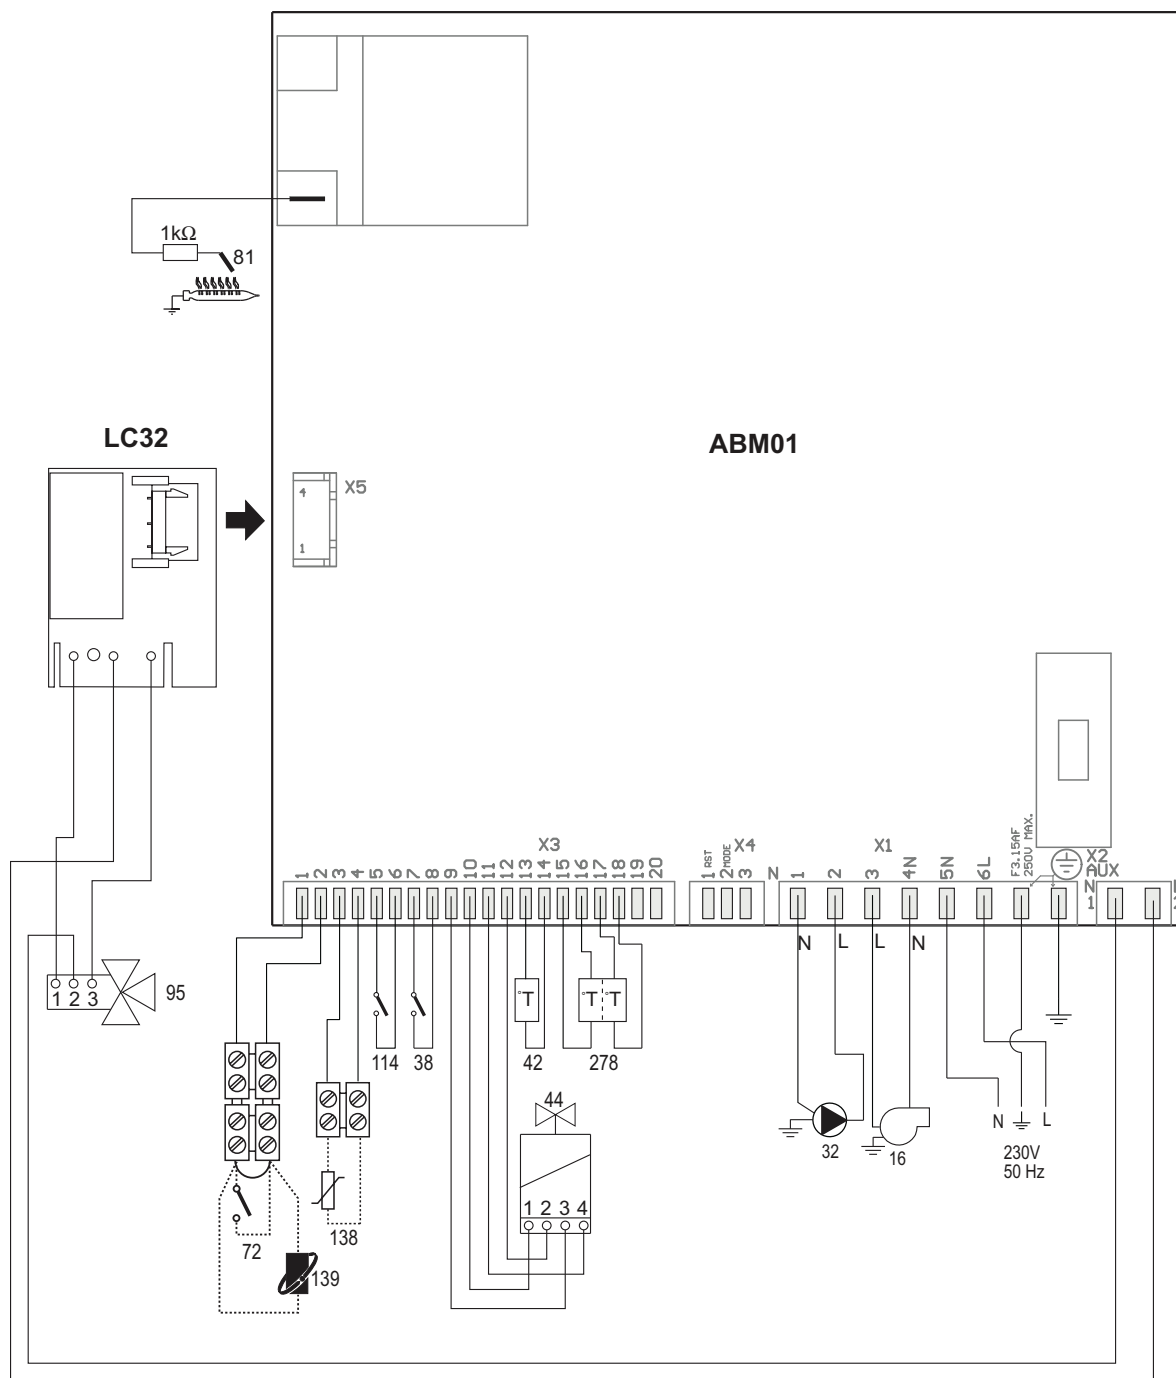 1kΩ
81
LC32
ABM01
4
1
X5
F3.15AF
250V MAX.
X3
X4
X1
X2
AUX
1 2 3 4 5 6 7 8 9 10 11 12 13 14 15 16 17 18 19 20
1 RST 2 MODE 3
N 1 2 3 4N 5N 6L
N
1
2
N L L N
1 2 3
95
114
38
42
278
°T
°T °T
44
1 2 3 4
32
16
N
L
230V
50 Hz
72
138
139